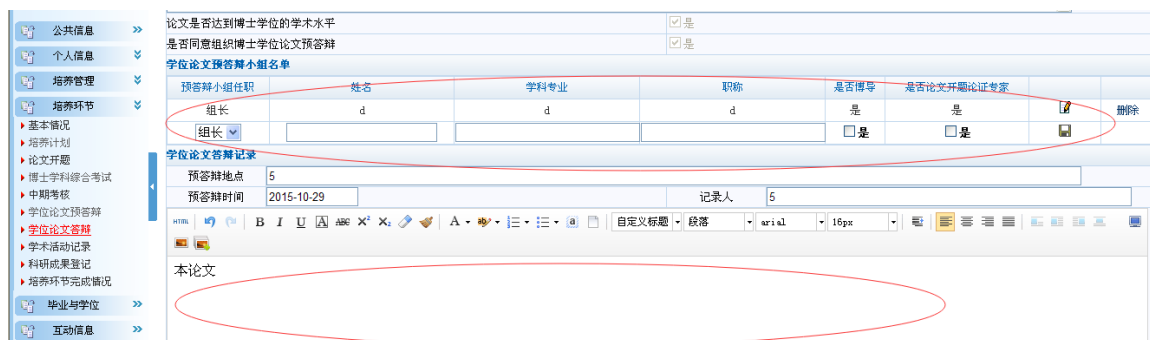 公共信息
个人信息
培养管理
培养环节
基本情况
培养计划
论文开题
博士学科综合考试
中期考核
学位论文预答辩
学位论文答辩
学术活动记录
科研成果登记
培养环节完成情况
毕业与学位
互动信息
论文是否达到博士学位的学术水平 是
是否同意组织博士学位论文预答辩 是
学位论文预答辩小组名单
预答辩小组任职 姓名 学科专业 职称 是否博导 是否论文开题论证专家
组长 d d d 是 是 删除
组长 是 是
学位论文答辩记录
预答辩地点 5
预答辩时间 2015-10-29 记录人 5
HTML B I U A ABC X² X₂ A ab a 自定义标题 段落 arial 16px
本论文